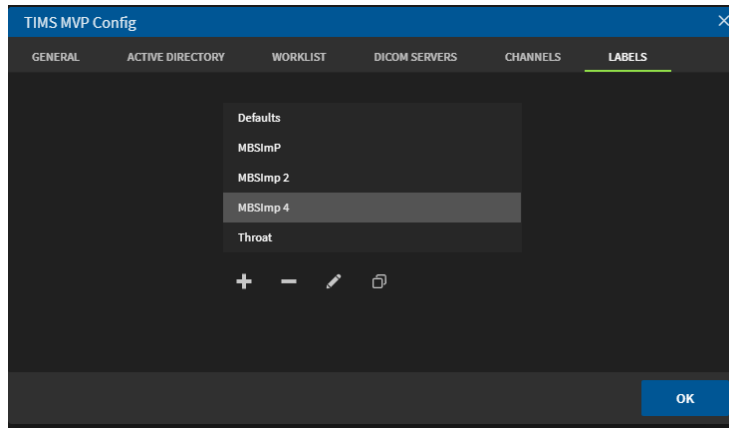 TIMS MVP Config
GENERAL ACTIVE DIRECTORY WORKLIST DICOM SERVERS CHANNELS LABELS
Defaults
MBSImP
MBSImp 2
MBSImp 4
Throat
OK